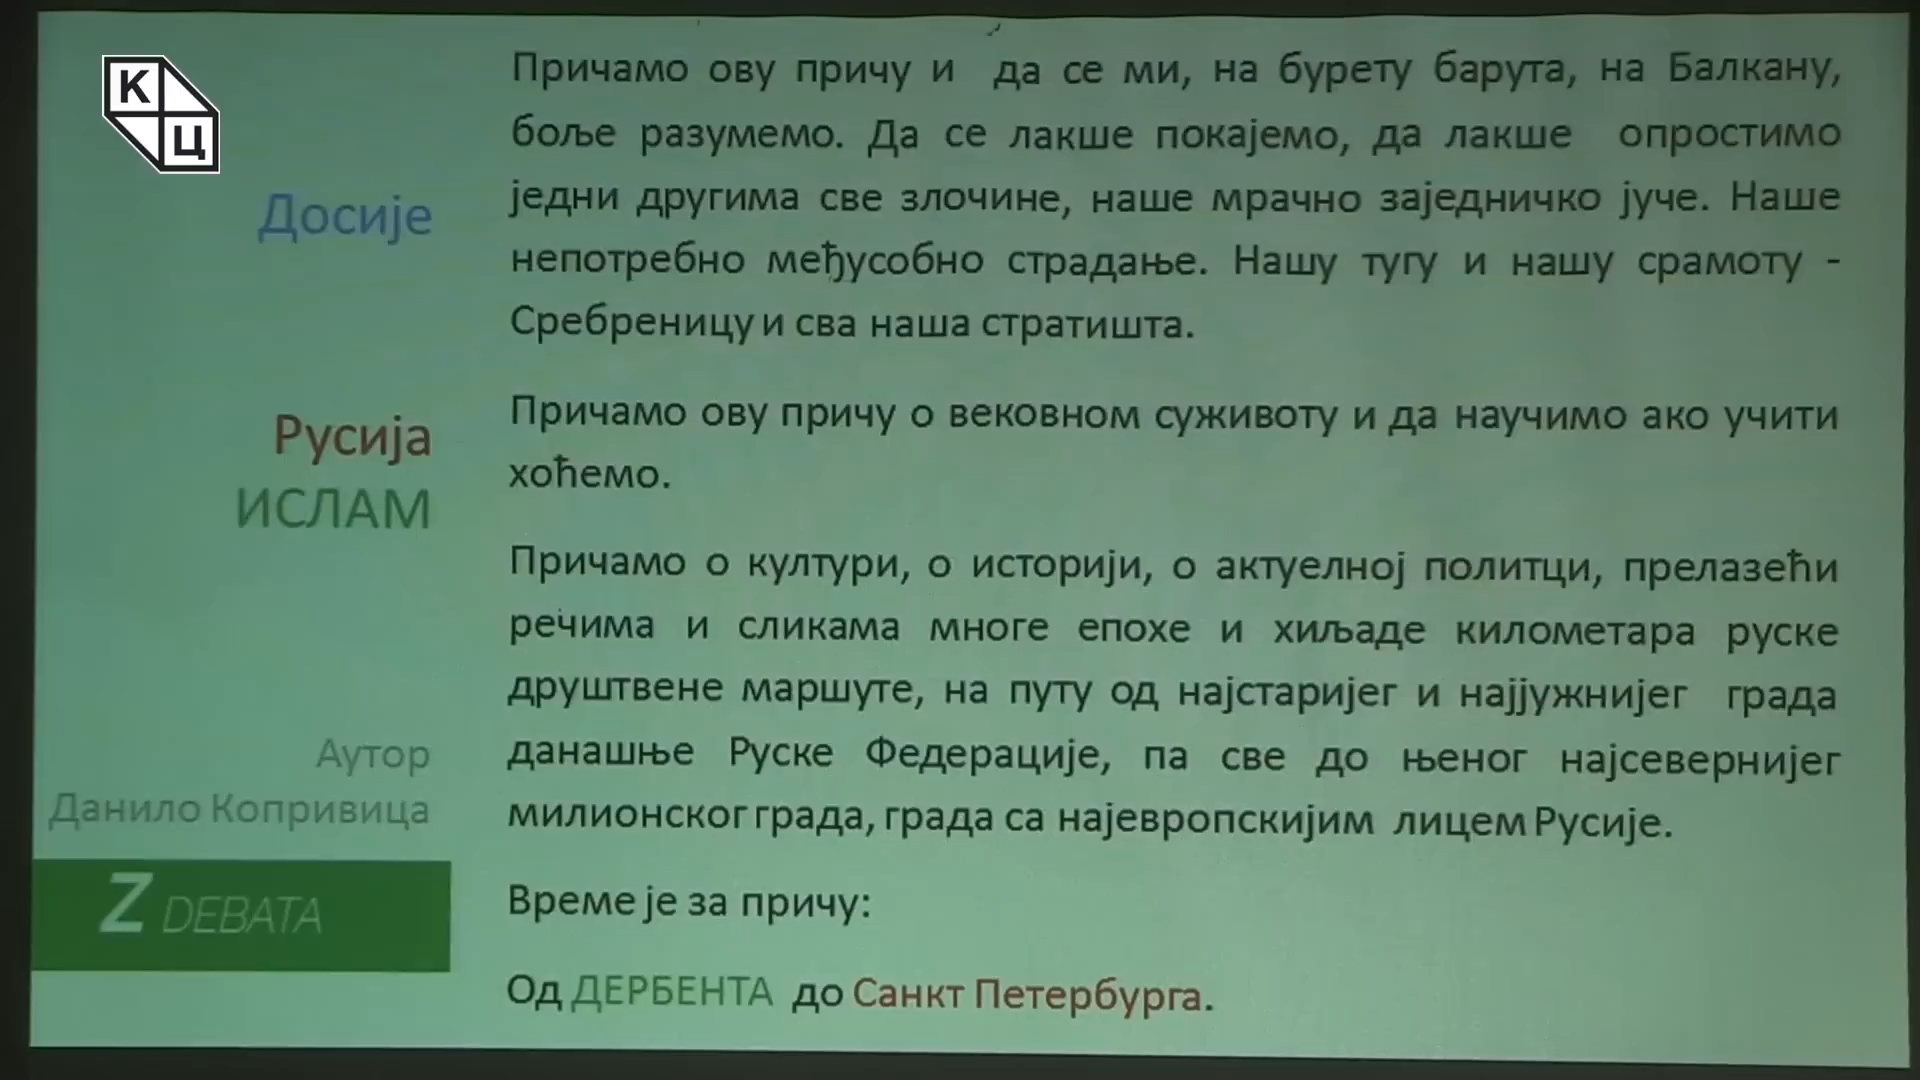 К
Ц
Досије
Русија
ИСЛАМ
Аутор
Данило Копривица
Z DEBATA
Причамо ову причу и да се ми, на бурету барута, на Балкану,
боље разумемо. Да се лакше покајемо, да лакше опростимо
једни другима све злочине, наше мрачно заједничко јуче. Наше
непотребно међусобно страдање. Нашу тугу и нашу срамоту -
Сребреницу и сва наша стратишта.
Причамо ову причу о вековном суживоту и да научимо ако учити
хоћемо.
Причамо о култури, о историји, о актуелној политци, прелазећи
речима и сликама многе епохе и хиљаде километара руске
друштвене маршуте, на путу од најстаријег и најјужнијег града
данашње Руске Федерације, па све до њеног најсевернијег
милионског града, града са најевропскијим лицем Русије.
Време је за причу:
Од ДЕРБЕНТА до Санкт Петербурга.